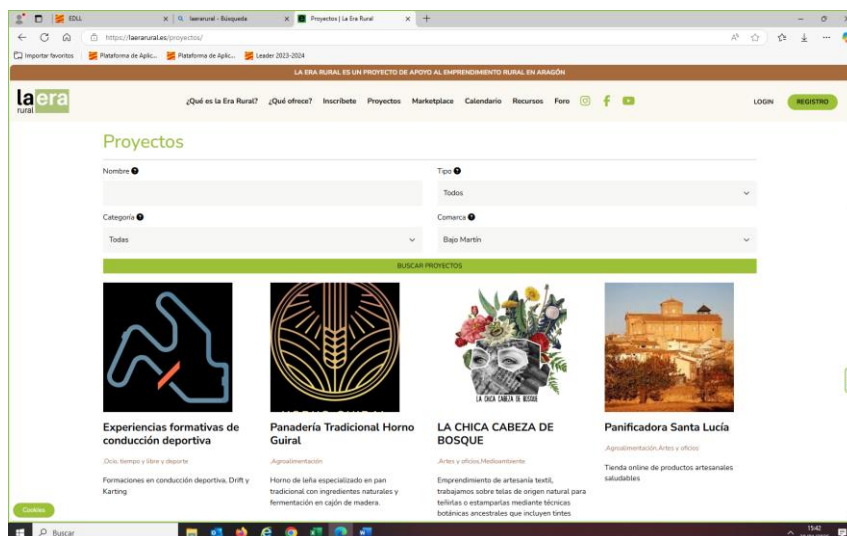 EDLL
laerarural - Búsqueda
Proyectos | La Era Rural
https://laerarural.es/proyectos/
Importar favoritos
Plataforma de Aplic...
Plataforma de Aplic...
Leader 2023-2024
LA ERA RURAL ES UN PROYECTO DE APOYO AL EMPRENDIMIENTO RURAL EN ARAGÓN
la era
rural
¿Qué es la Era Rural? ¿Qué ofrece? Inscríbete Proyectos Marketplace Calendario Recursos Foro
LOGIN
REGISTRO
Proyectos
Nombre
Tipo
Todos
Categoría
Comarca
Todas
Bajo Martín
BUSCAR PROYECTOS
LA CHICA CABEZA DE BOSQUE
Experiencias formativas de
conducción deportiva
.Ocio, tiempo y libre y deporte
Formaciones en conducción deportiva, Drift y
Karting
Panadería Tradicional Horno
Guiral
.Agroalimentación
Horno de leña especializado en pan
tradicional con ingredientes naturales y
fermentación en cajón de madera.
LA CHICA CABEZA DE
BOSQUE
.Artes y oficios,Medioambiente
Emprendimiento de artesanía textil,
trabajamos sobre telas de origen natural para
teñirlas o estamparlas mediante técnicas
botánicas ancestrales que incluyen tintes
Panificadora Santa Lucía
.Agroalimentación,Artes y oficios
Tienda online de productos artesanales
saludables
Cookies
Buscar
15:42